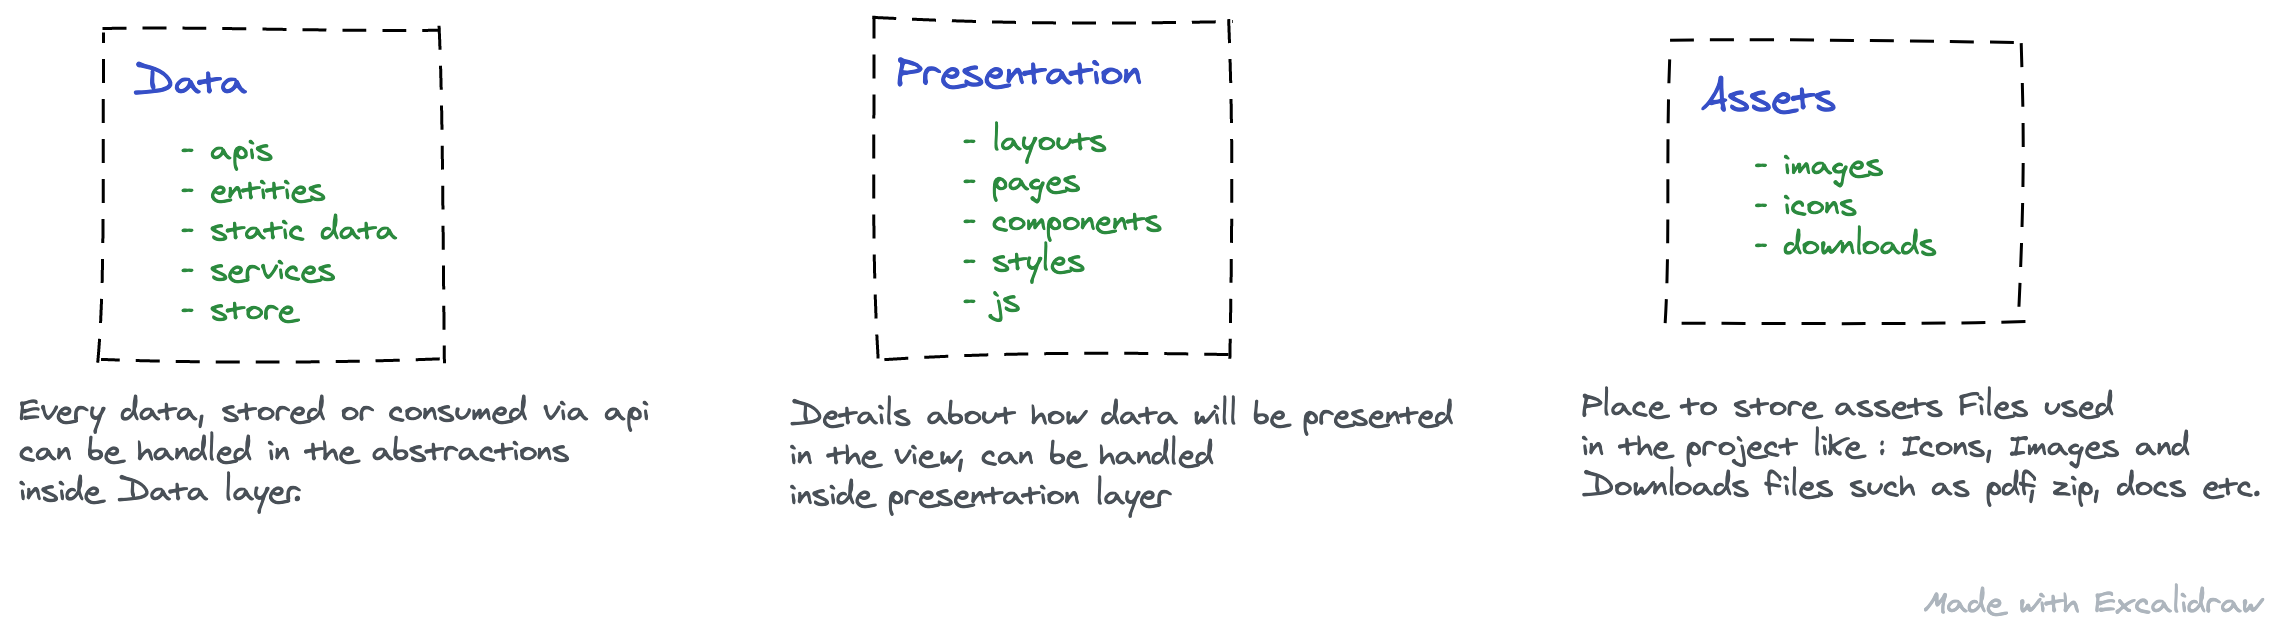 Data
- apis
- entities
- static data
- services
- store
Every data, stored or consumed via api
can be handled in the abstractions
inside Data layer.
Presentation
- layouts
- pages
- components
- styles
- js
Details about how data will be presented
in the view, can be handled
inside presentation layer
Assets
- images
- icons
- downloads
Place to store assets Files used
in the project like : Icons, Images and
Downloads files such as pdf, zip, docs etc.
Made with Excalidraw